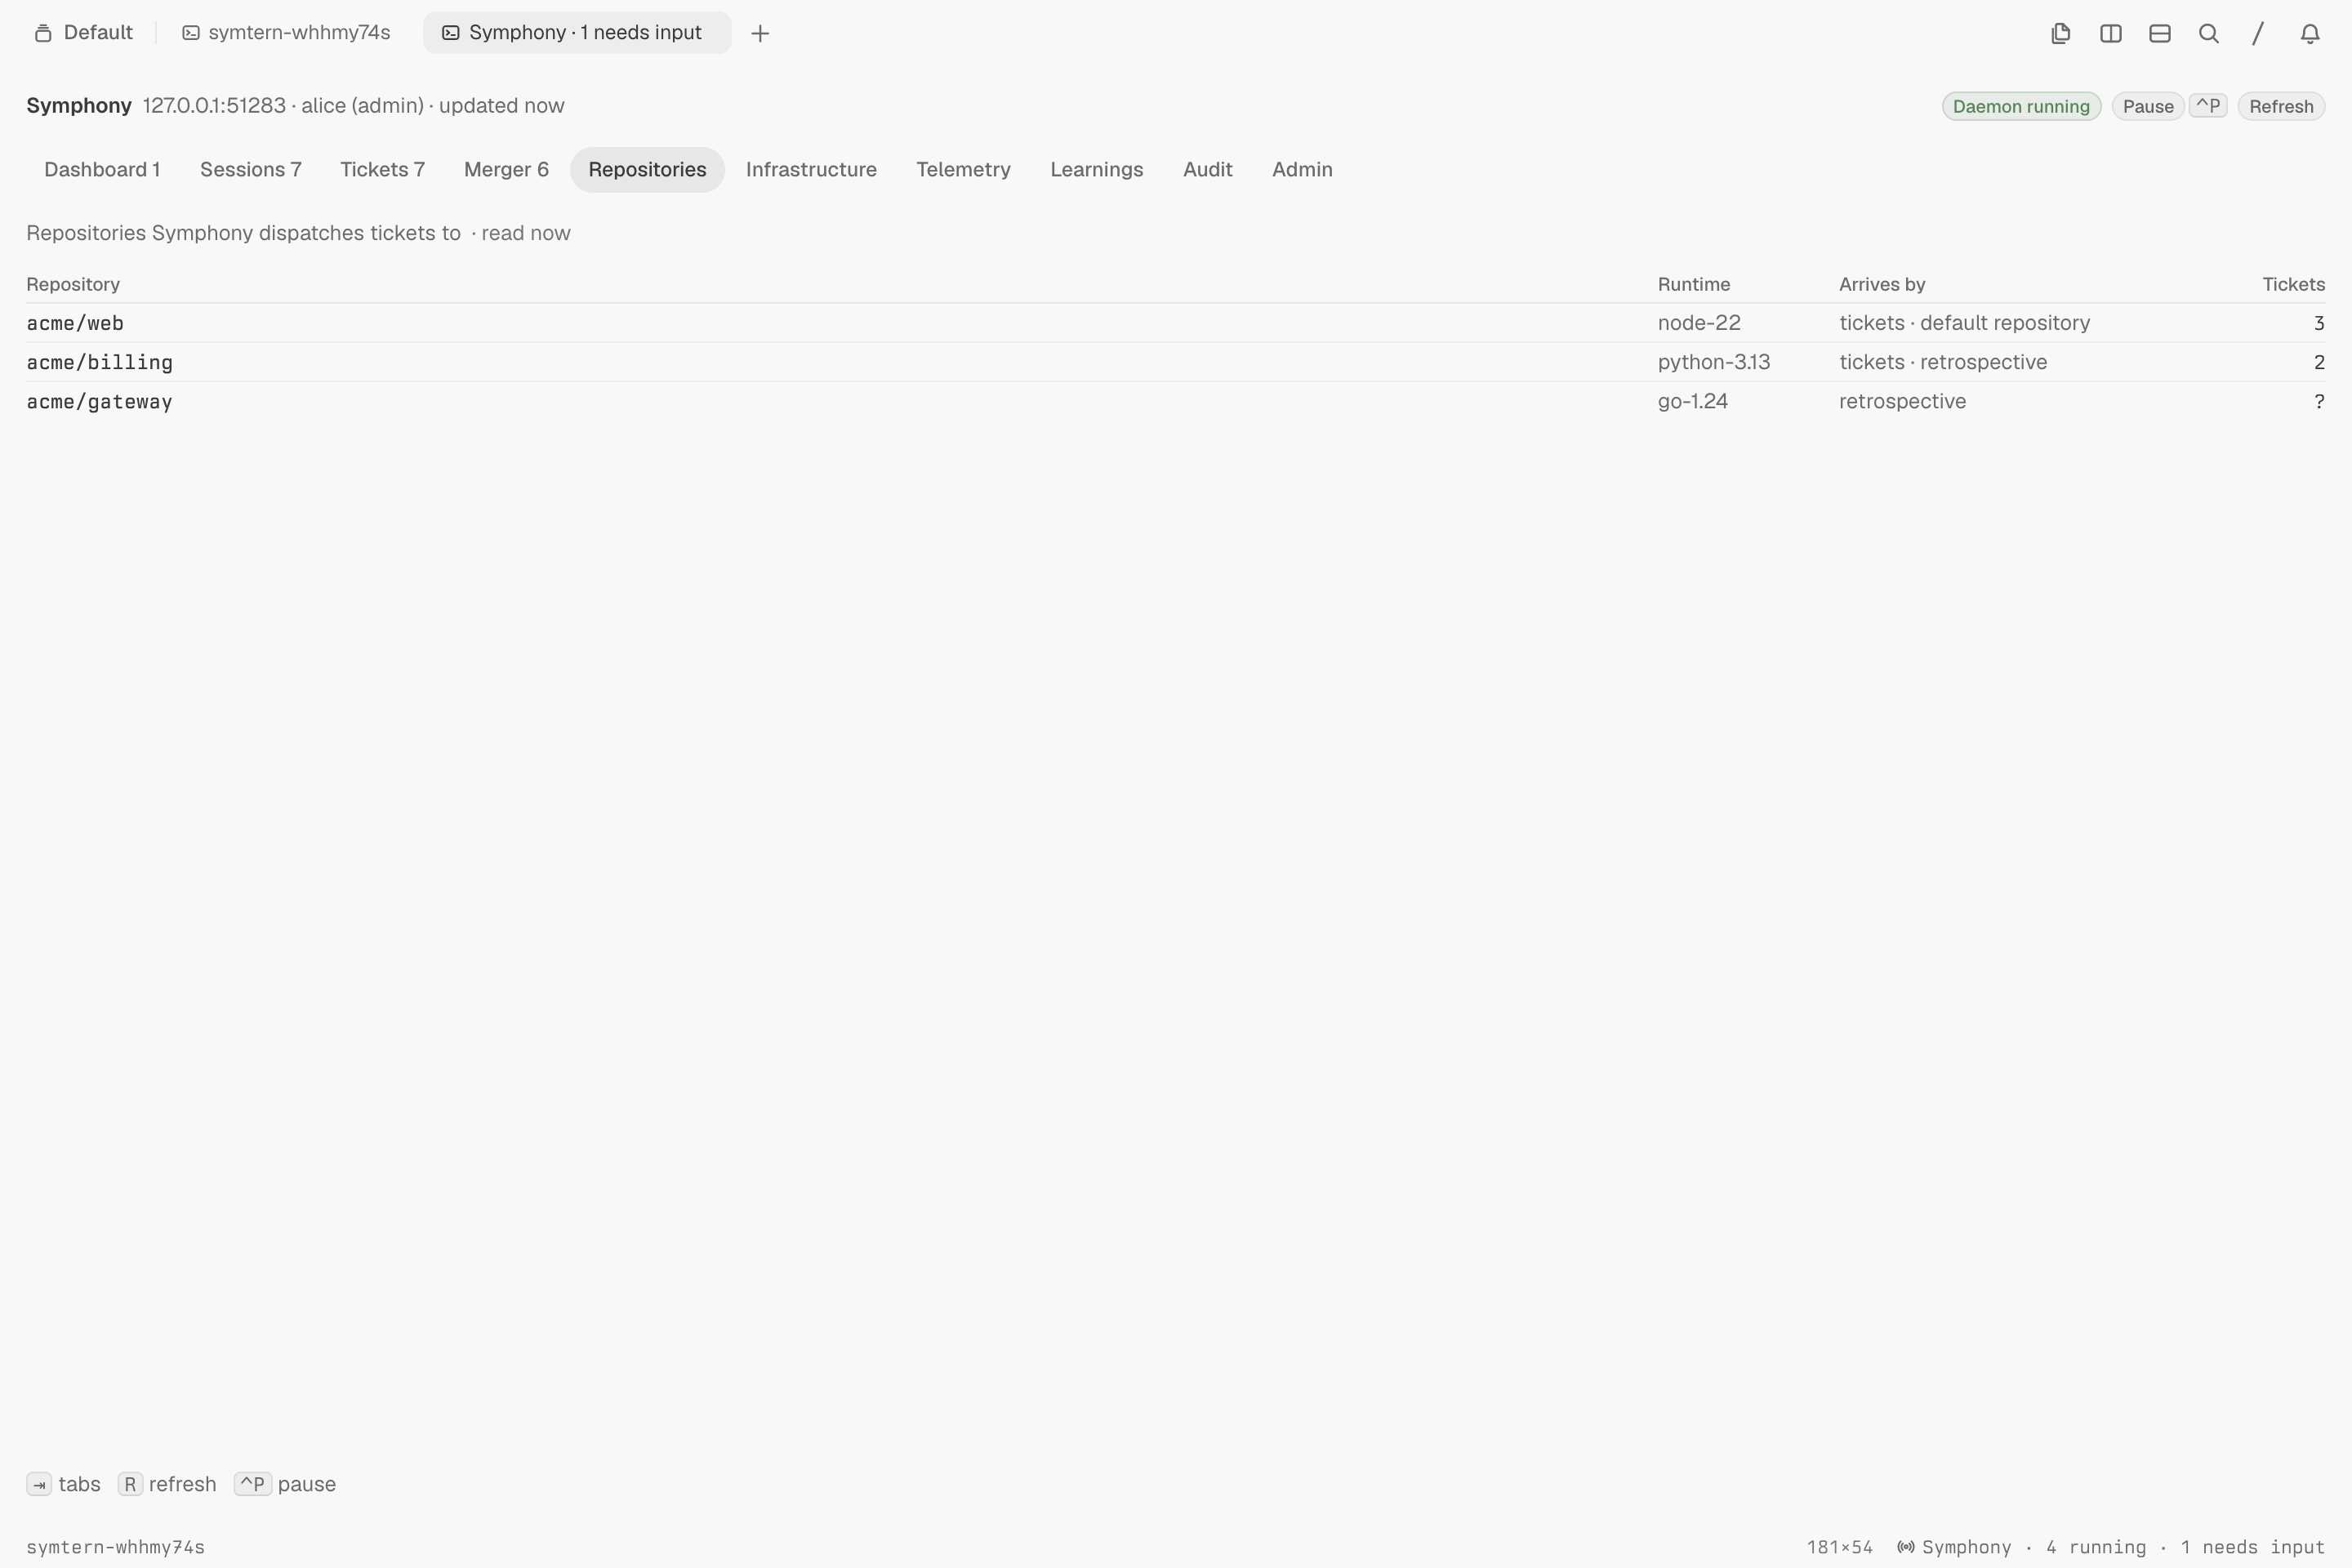 Default symtern-whhmy74s Symphony · 1 needs input
Symphony 127.0.0.1:51283 · alice (admin) · updated now Daemon running Pause ^P Refresh
Dashboard 1 Sessions 7 Tickets 7 Merger 6 Repositories Infrastructure Telemetry Learnings Audit Admin
Repositories Symphony dispatches tickets to · read now
Repository Runtime Arrives by Tickets
acme/web node-22 tickets · default repository 3
acme/billing python-3.13 tickets · retrospective 2
acme/gateway go-1.24 retrospective ?
⇥ tabs R refresh ^P pause
symtern-whhmy74s 181×54 Symphony · 4 running · 1 needs input